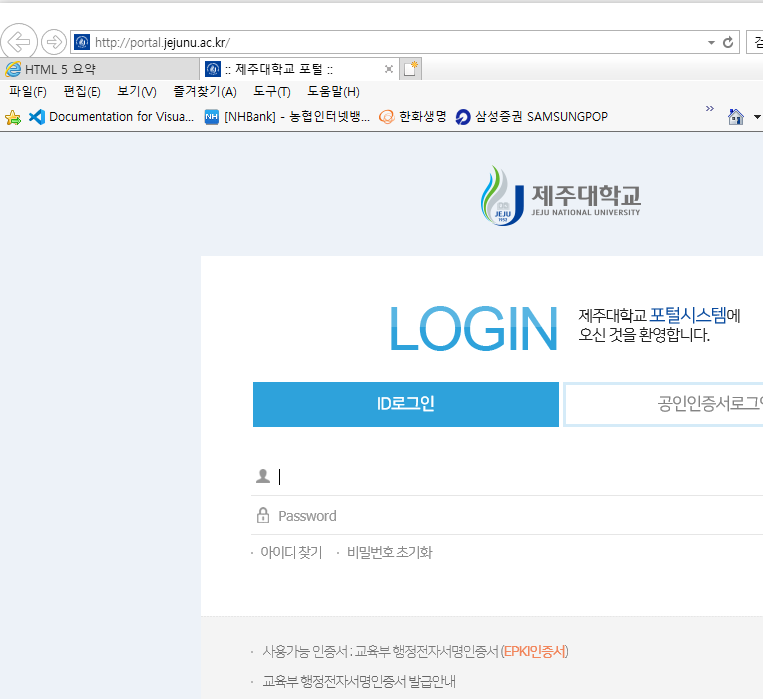 http://portal.jejunu.ac.kr/
HTML 5 요약
:: 제주대학교 포털 ::
파일(F) 편집(E) 보기(V) 즐겨찾기(A) 도구(T) 도움말(H)
Documentation for Visua... NH [NHBank] - 농협인터넷뱅... 한화생명 삼성증권 SAMSUNGPOP
JEJU
1952
제주대학교
JEJU NATIONAL UNIVERSITY
LOGIN
제주대학교 포털시스템에
오신 것을 환영합니다.
ID로그인
공인인증서로그인
Password
· 아이디 찾기 · 비밀번호 초기화
· 사용가능 인증서 : 교육부 행정전자서명인증서 (EPKI인증서)
· 교육부 행정전자서명인증서 발급안내